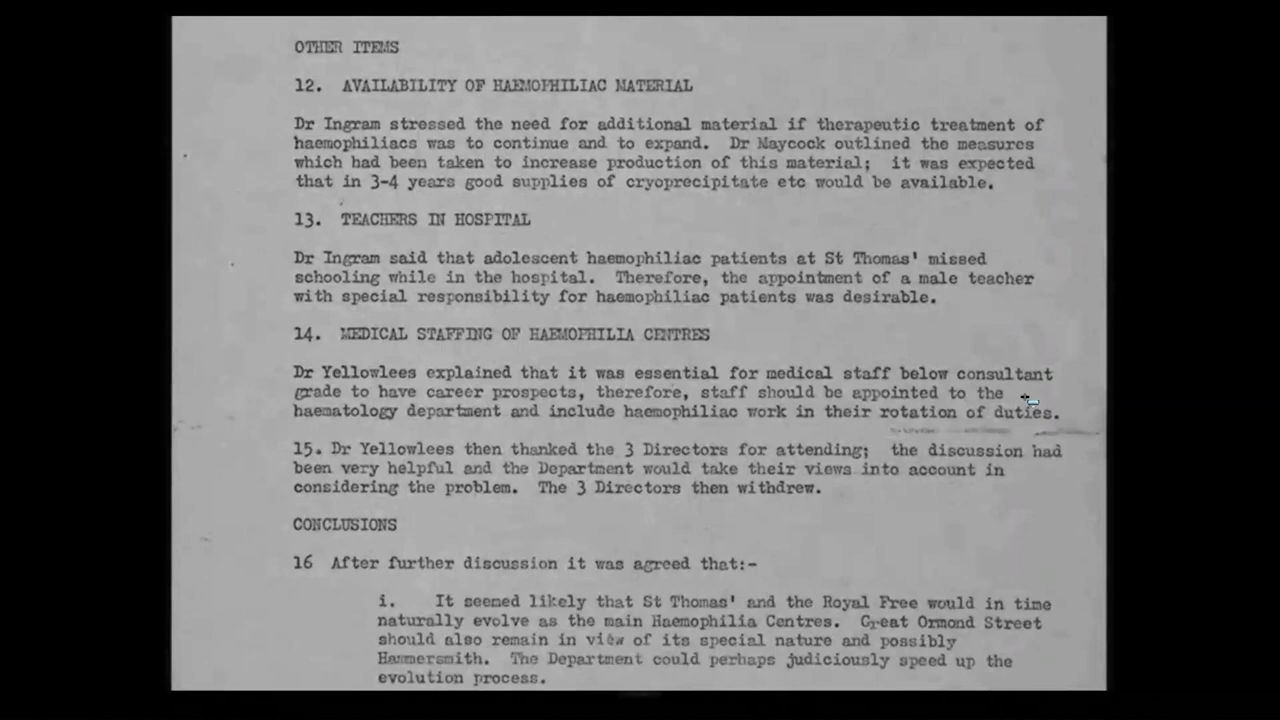 OTHER ITEMS
12. AVAILABILITY OF HAEMOPHILIAC MATERIAL
Dr Ingram stressed the need for additional material if therapeutic treatment of
haemophiliacs was to continue and to expand. Dr Maycock outlined the measures
which had been taken to increase production of this material; it was expected
that in 3-4 years good supplies of cryoprecipitate etc would be available.
13. TEACHERS IN HOSPITAL
Dr Ingram said that adolescent haemophiliac patients at St Thomas' missed
schooling while in the hospital. Therefore, the appointment of a male teacher
with special responsibility for haemophiliac patients was desirable.
14. MEDICAL STAFFING OF HAEMOPHILIA CENTRES
Dr Yellowlees explained that it was essential for medical staff below consultant
grade to have career prospects, therefore, staff should be appointed to the
haematology department and include haemophiliac work in their rotation of duties.
15. Dr Yellowlees then thanked the 3 Directors for attending; the discussion had
been very helpful and the Department would take their views into account in
considering the problem. The 3 Directors then withdrew.
CONCLUSIONS
16 After further discussion it was agreed that:-
i. It seemed likely that St Thomas' and the Royal Free would in time
naturally evolve as the main Haemophilia Centres. Great Ormond Street
should also remain in view of its special nature and possibly
Hammersmith. The Department could perhaps judiciously speed up the
evolution process.